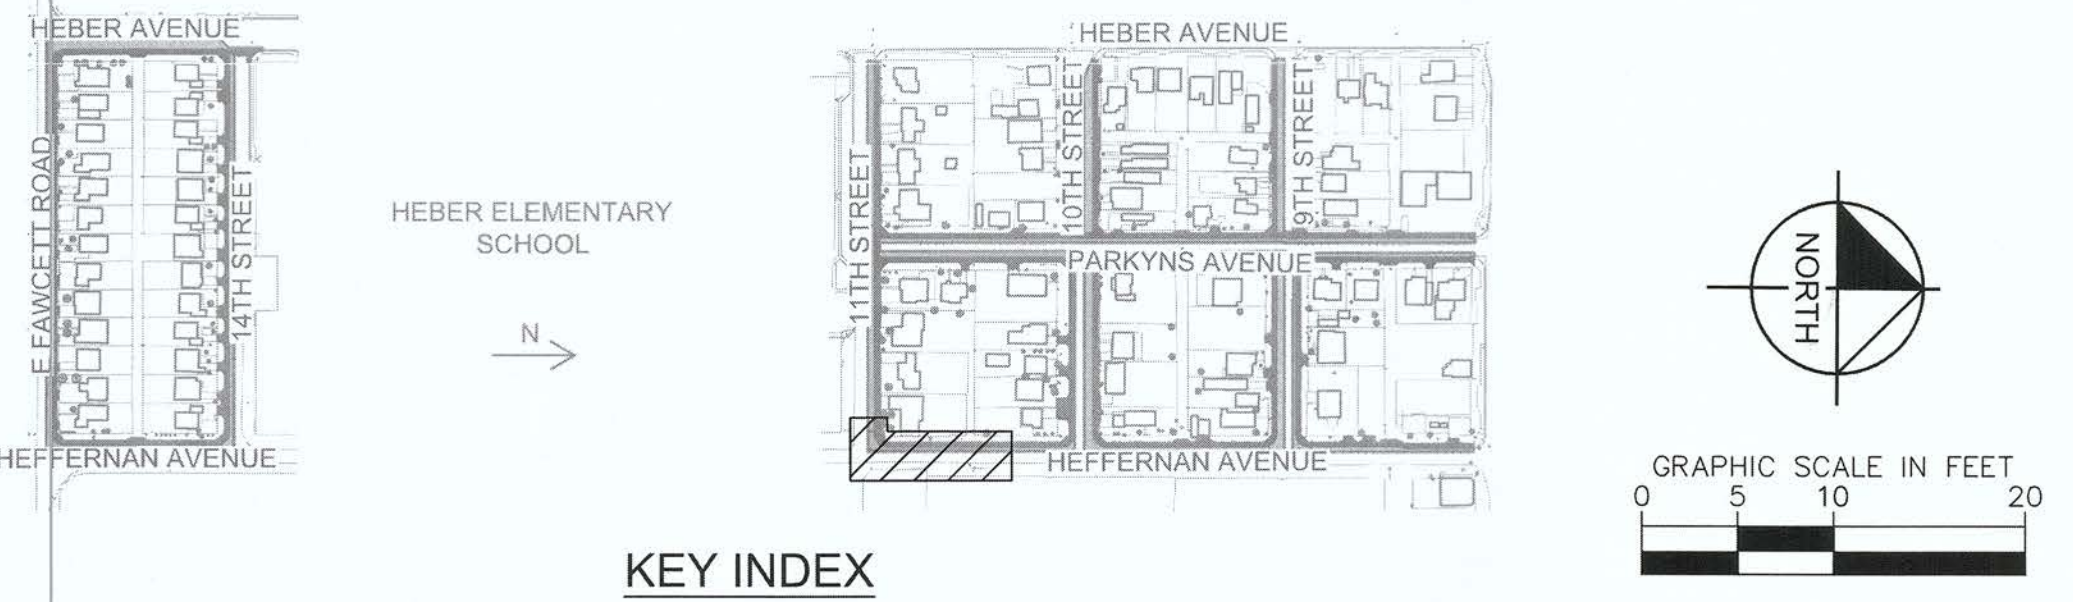 HEBER AVENUE
E FAWCETT ROAD
14TH STREET
HEFFERNAN AVENUE
HEBER ELEMENTARY
SCHOOL
N
HEBER AVENUE
11TH STREET
10TH STREET
9TH STREET
PARKYNS AVENUE
HEFFERNAN AVENUE
KEY INDEX
NORTH
GRAPHIC SCALE IN FEET
0 5 10 20